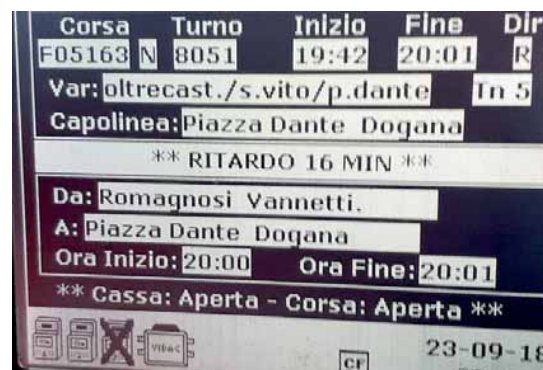 Corsa Turno Inizio Fine Dir
F05163 N 8051 19:42 20:01 R
Var: oltrecast./s.vito/p.dante Tn 5
Capolinea: Piazza Dante Dogana
** RITARDO 16 MIN **
Da: Romagnosi Vannetti.
A: Piazza Dante Dogana
Ora Inizio: 20:00 Ora Fine: 20:01
** Cassa: Aperta - Corsa: Aperta **
VIBAC
CF 23-09-18